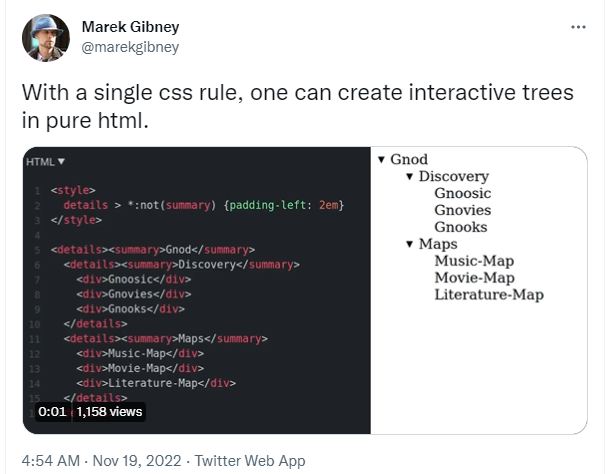 Marek Gibney
@marekgibney
With a single css rule, one can create interactive trees
in pure html.
HTML ▼
1 <style>
2 details > *:not(summary) {padding-left: 2em}
3 </style>
4
5 <details><summary>Gnod</summary>
6 <details><summary>Discovery</summary>
7 <div>Gnoosic</div>
8 <div>Gnovies</div>
9 <div>Gnooks</div>
10 </details>
11 <details><summary>Maps</summary>
12 <div>Music-Map</div>
13 <div>Movie-Map</div>
14 <div>Literature-Map</div>
15 </details>
0:01 1,158 views
▼ Gnod
▼ Discovery
Gnoosic
Gnovies
Gnooks
▼ Maps
Music-Map
Movie-Map
Literature-Map
4:54 AM · Nov 19, 2022 · Twitter Web App